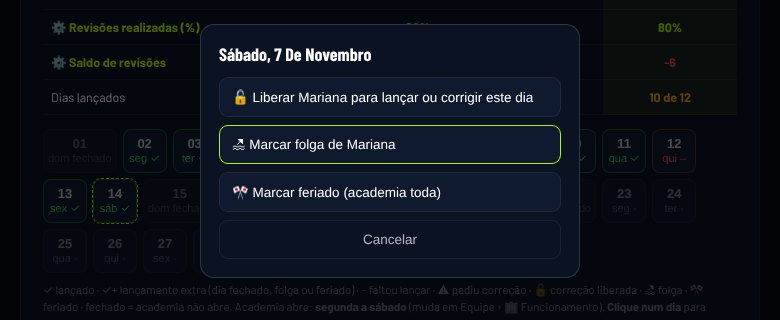 Revisões realizadas (%)
80%
Sábado, 7 De Novembro
Saldo de revisões
-6
Liberar Mariana para lançar ou corrigir este dia
Dias lançados
10 de 12
Marcar folga de Mariana
01 02 03 11 12
dom fechado seg ✓ ter qua ✓ qui –
Marcar feriado (academia toda)
13 14 15 23 24
sex ✓ sáb ✓ dom fecha seg · ter ·
Cancelar
25 26 27
qua · qui · sex ·
✓ lançado · ✓+ lançamento extra (dia fechado, folga ou feriado) · – faltou lançar · ⚠ pediu correção · 🔓 correção liberada · 🏖 folga · 🎌
feriado · fechado = academia não abre. Academia abre: segunda a sábado (muda em Equipe › 🏢 Funcionamento). Clique num dia para